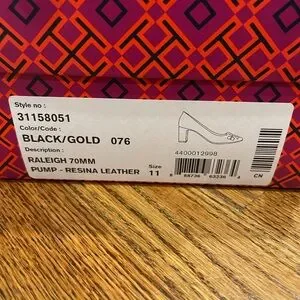 Style no :
31158051
Color/Code :
BLACK/GOLD 076
Description :
RALEIGH 70MM
PUMP - RESINA LEATHER
Size
11
4400012998
CN